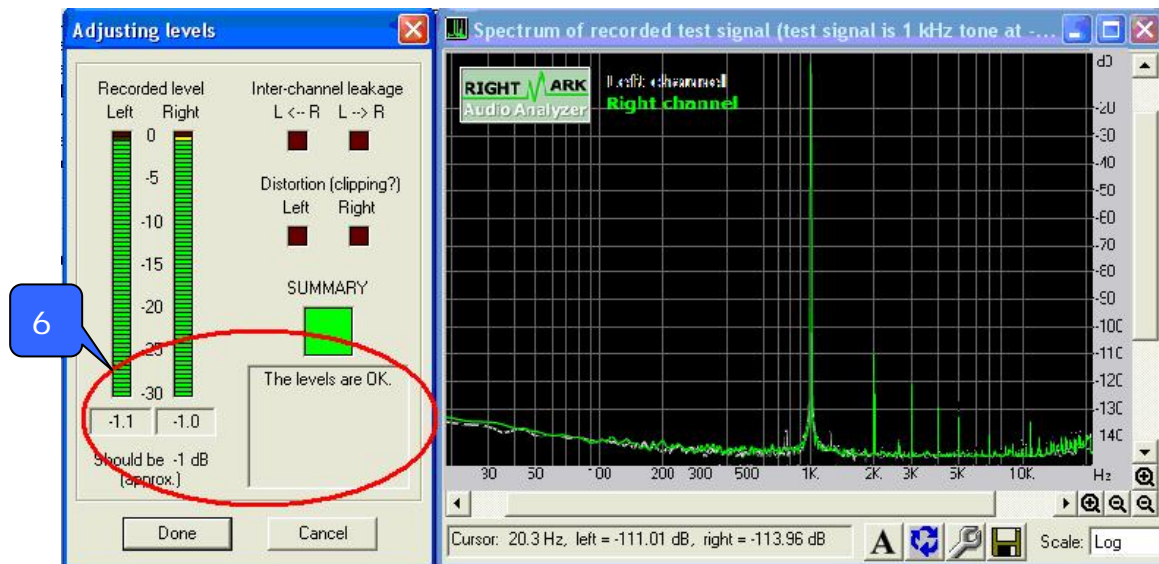 Adjusting levels
Recorded level
Left Right
0
-5
-10
-15
-20
-25
-30
-1.1 -1.0
Should be -1 dB
(approx.)
Inter-channel leakage
L <-- R L --> R
Distortion (clipping?)
Left Right
SUMMARY
The levels are OK.
Done Cancel
6
Spectrum of recorded test signal (test signal is 1 kHz tone at -...
RIGHT MARK
Audio Analyzer
Left channel
Right channel
-20
-30
-40
-50
-60
-70
-80
-90
-100
-110
-120
-130
140
30 50 100 200 300 500 1K 2K 3K 5K 10K Hz
Cursor: 20.3 Hz, left = -111.01 dB, right = -113.96 dB
A
Scale: Log